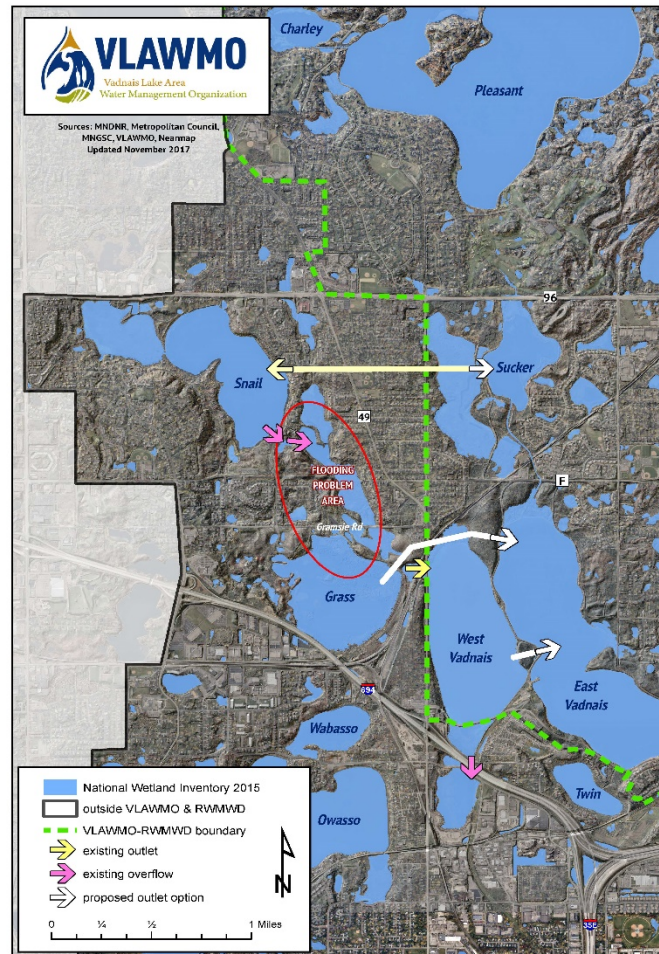 VLAWMO
Vadnais Lake Area
Water Management Organization
Sources: MNDNR, Metropolitan Council,
MNGSC, VLAWMO, Nearmap
Updated November 2017
Charley
Pleasant
96
Snail
Sucker
49
FLOODING
PROBLEM
AREA
F
Gramsie Rd
Grass
West
Vadnais
East
Vadnais
694
Wabasso
Twin
Owasso
35E
National Wetland Inventory 2015
outside VLAWMO & RWMWD
VLAWMO-RWMWD boundary
existing outlet
existing overflow
proposed outlet option
N
0 ¼ ½ 1 Miles